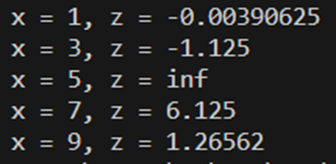 x = 1, z = -0.00390625
x = 3, z = -1.125
x = 5, z = inf
x = 7, z = 6.125
x = 9, z = 1.26562